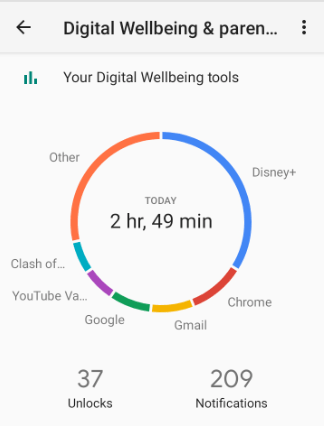 Digital Wellbeing & paren...
Your Digital Wellbeing tools
Other
Disney+
TODAY
2 hr, 49 min
Clash of...
YouTube Va...
Chrome
Google
Gmail
37
209
Unlocks
Notifications